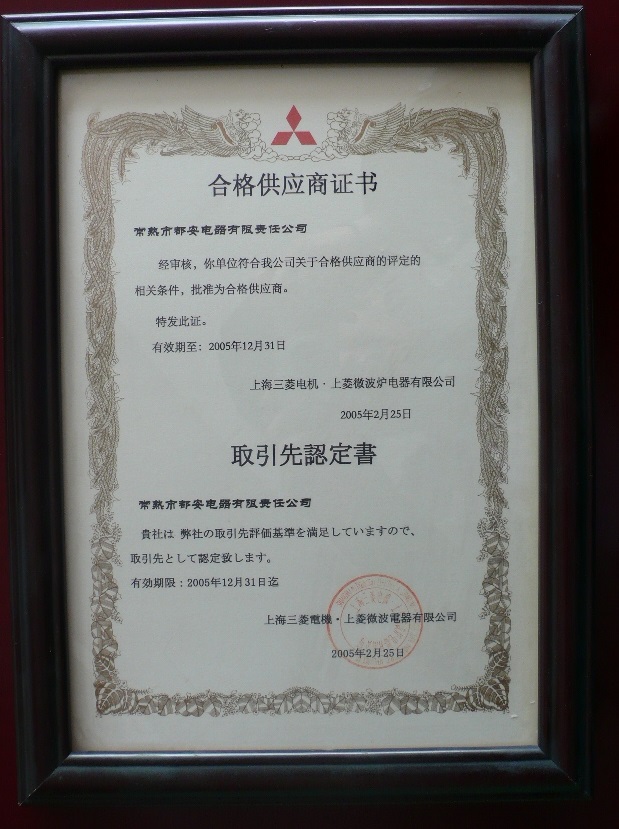 合格供应商证书
常熟市都安电器有限责任公司
经审核，你单位符合我公司关于合格供应商的评定的
相关条件，批准为合格供应商。
特发此证。
有效期至：2005年12月31日
上海三菱电机·上菱微波炉电器有限公司
2005年2月25日
取引先認定書
常熟市都安电器有限责任公司
貴社は 弊社の取引先評価基準を満足していますので、
取引先として認定致します。
有効期限：2005年12月31日迄
上海三菱電機·上菱微波電器有限公司
2005年2月25日